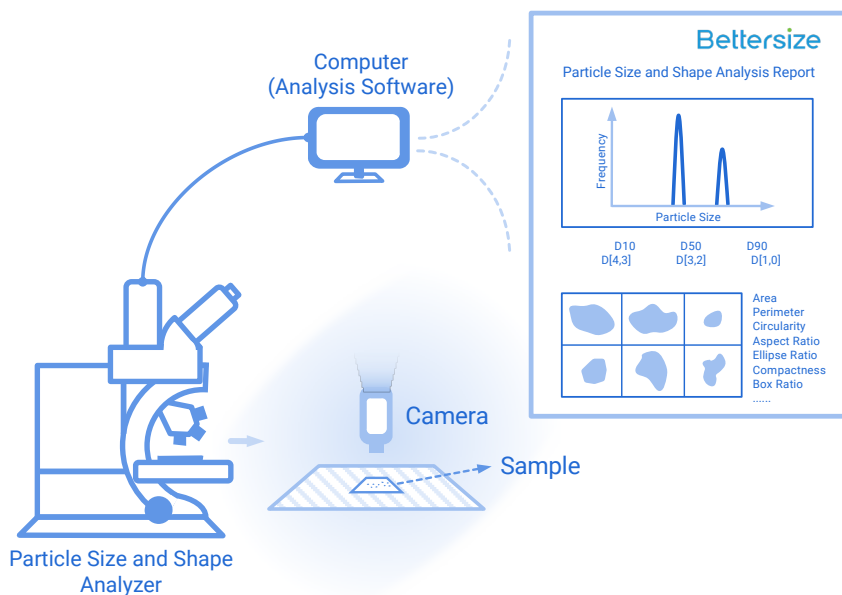 Computer
(Analysis Software)
Camera
Sample
Particle Size and Shape
Analyzer
Bettersize
Particle Size and Shape Analysis Report
Frequency
Particle Size
D10 D50 D90
D[4,3] D[3,2] D[1,0]
Area
Perimeter
Circularity
Aspect Ratio
Ellipse Ratio
Compactness
Box Ratio
......